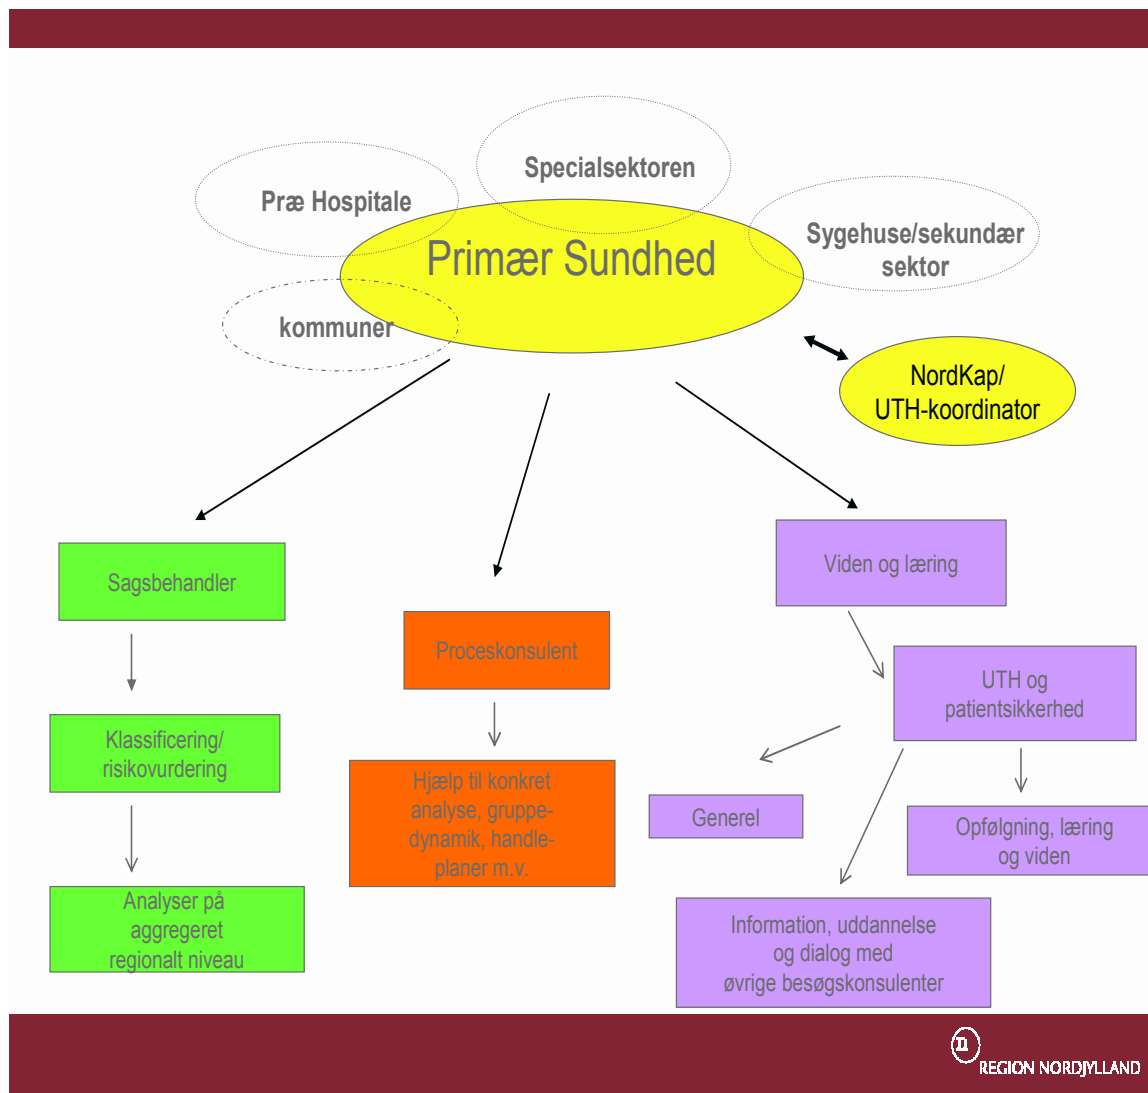 Specialsektoren
Præ Hospitale
Sygehuse/sekundær
sektor
Primær Sundhed
kommuner
NordKap/
UTH-koordinator
Sagsbehandler
Klassificering/
risikovurdering
Analyser på
aggregeret
regionalt niveau
Proceskonsulent
Hjælp til konkret
analyse, gruppe-
dynamik, handle-
planer m.v.
Viden og læring
UTH og
patientsikkerhed
Generel
Opfølgning, læring
og viden
Information, uddannelse
og dialog med
øvrige besøgskonsulenter
REGION NORDJYLLAND